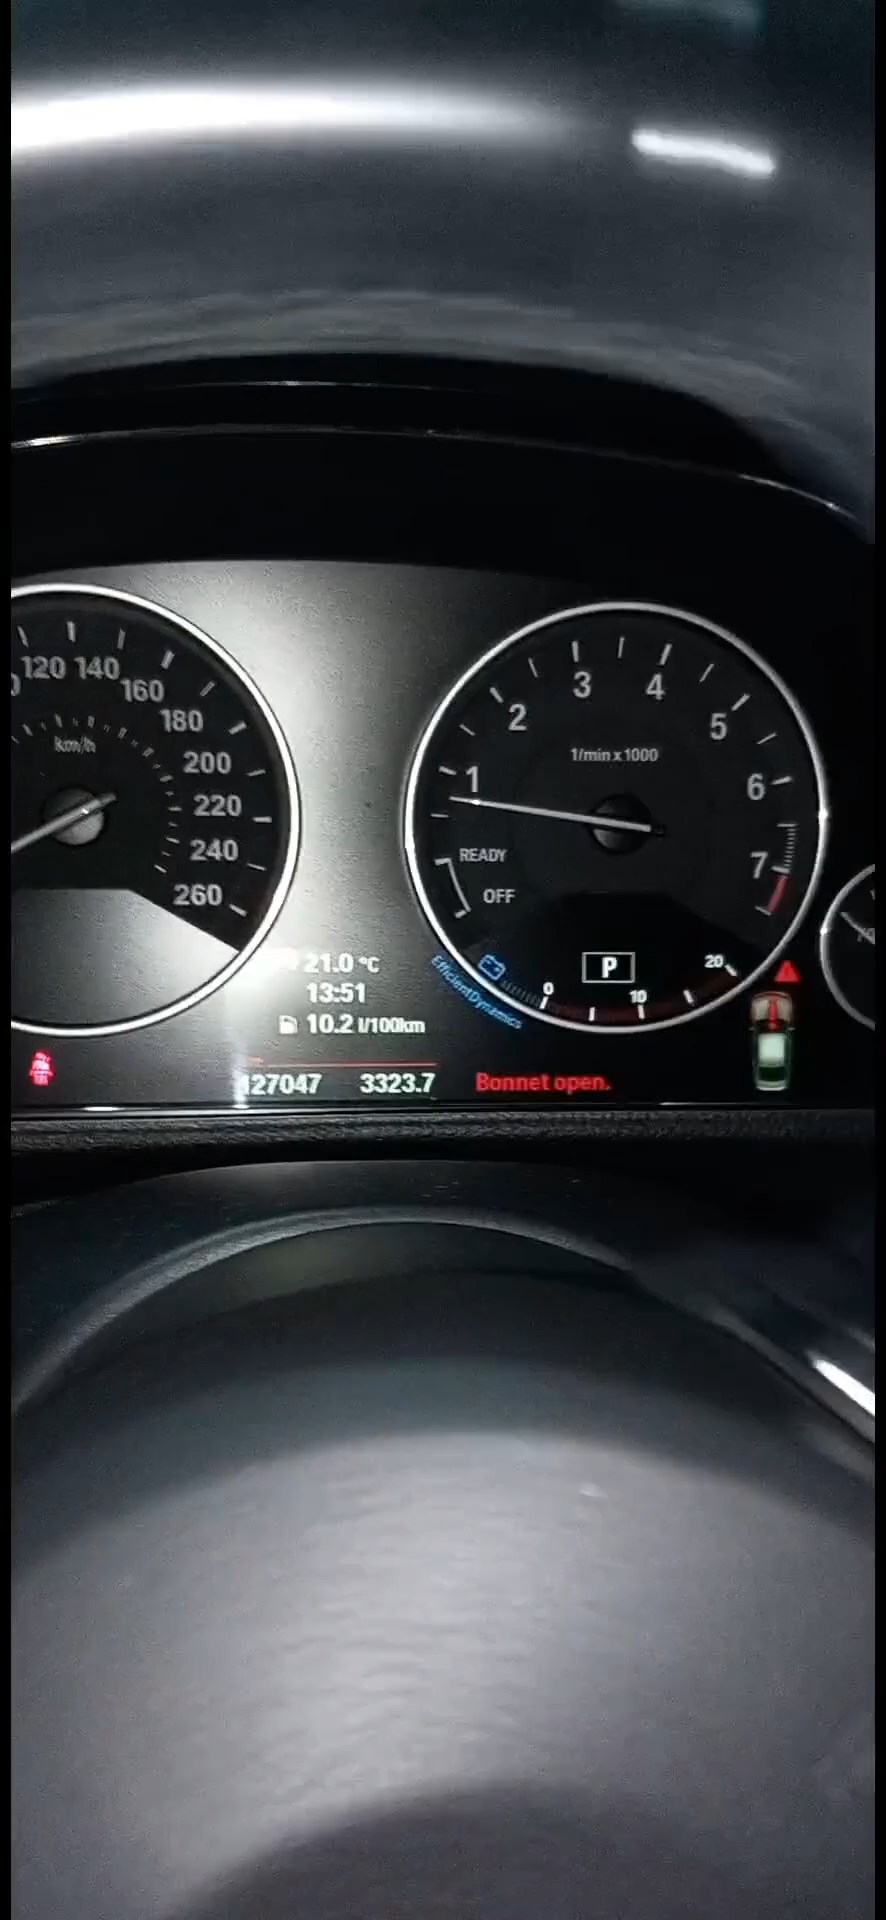 120 140
160
180
km/h
200
220
240
260
1 2 3 4 5 6 7
1/min x 1000
READY
OFF
P
EfficientDynamics
0 10 20
21.0 °C
13:51
10.2 l/100km
127047 3323.7 Bonnet open.